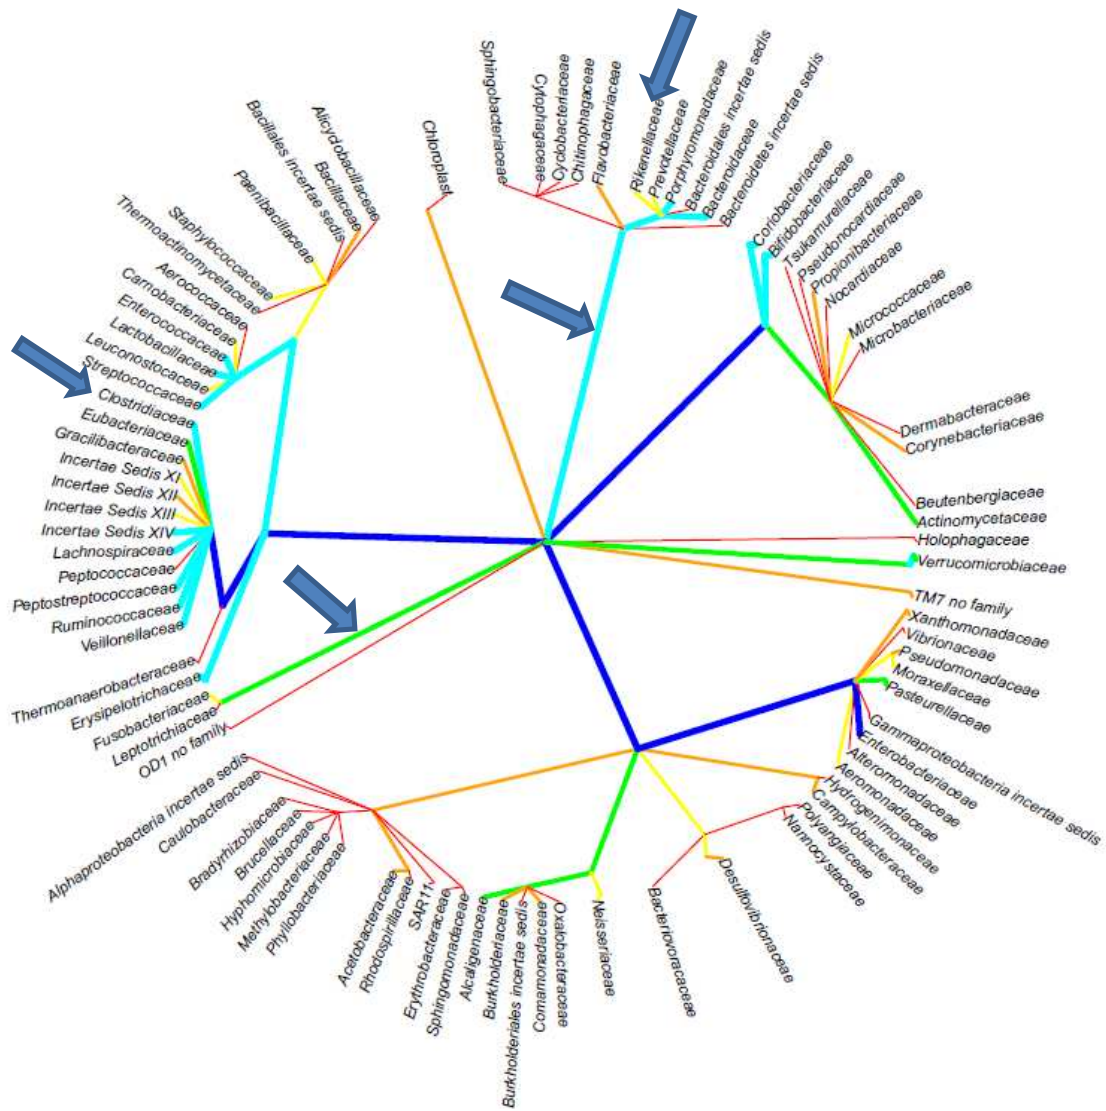 Sphingobacteriaceae
Cytophagaceae
Cyclobacteriaceae
Chitinophagaceae
Flavobacteriaceae
Rikenellaceae
Prevotellaceae
Porphyromonadaceae
Bacteroidales incertae sedis
Bacteroidaceae
Bacteroidetes incertae sedis
Coriobacteriaceae
Bifidobacteriaceae
Tsukamurellaceae
Pseudonocardiaceae
Propionibacteriaceae
Nocardiaceae
Micrococcaceae
Microbacteriaceae
Dermabacteraceae
Corynebacteriaceae
Beutenbergiaceae
Actinomycetaceae
Holophagaceae
Verrucomicrobiaceae
TM7 no family
Xanthomonadaceae
Vibrionaceae
Pseudomonadaceae
Moraxellaceae
Pasteurellaceae
Gammaproteobacteria incertae sedis
Enterobacteriaceae
Alteromonadaceae
Aeromonadaceae
Hydrogenimonaceae
Campylobacteraceae
Polyangiaceae
Nannocystaceae
Desulfovibrionaceae
Bacteriovoracaceae
Neisseriaceae
Oxalobacteraceae
Comamonadaceae
Burkholderiales incertae sedis
Burkholderiaceae
Alcaligenaceae
Sphingomonadaceae
Erythrobacteraceae
SAR11
Rhodospirillaceae
Acetobacteraceae
Phyllobacteriaceae
Methylobacteriaceae
Hyphomicrobiaceae
Brucellaceae
Bradyrhizobiaceae
Caulobacteraceae
Alphaproteobacteria incertae sedis
OD1 no family
Leptotrichiaceae
Fusobacteriaceae
Erysipelotrichaceae
Thermoanaerobacteraceae
Veillonellaceae
Ruminococcaceae
Peptostreptococcaceae
Peptococcaceae
Lachnospiraceae
Incertae Sedis XIV
Incertae Sedis XIII
Incertae Sedis XII
Incertae Sedis XI
Gracilibacteraceae
Eubacteriaceae
Clostridiaceae
Streptococcaceae
Leuconostocaceae
Lactobacillaceae
Enterococcaceae
Carnobacteriaceae
Aerococcaceae
Thermoactinomycetaceae
Staphylococcaceae
Paenibacillaceae
Bacillales incertae sedis
Bacillaceae
Alicyclobacillaceae
Chloroplast